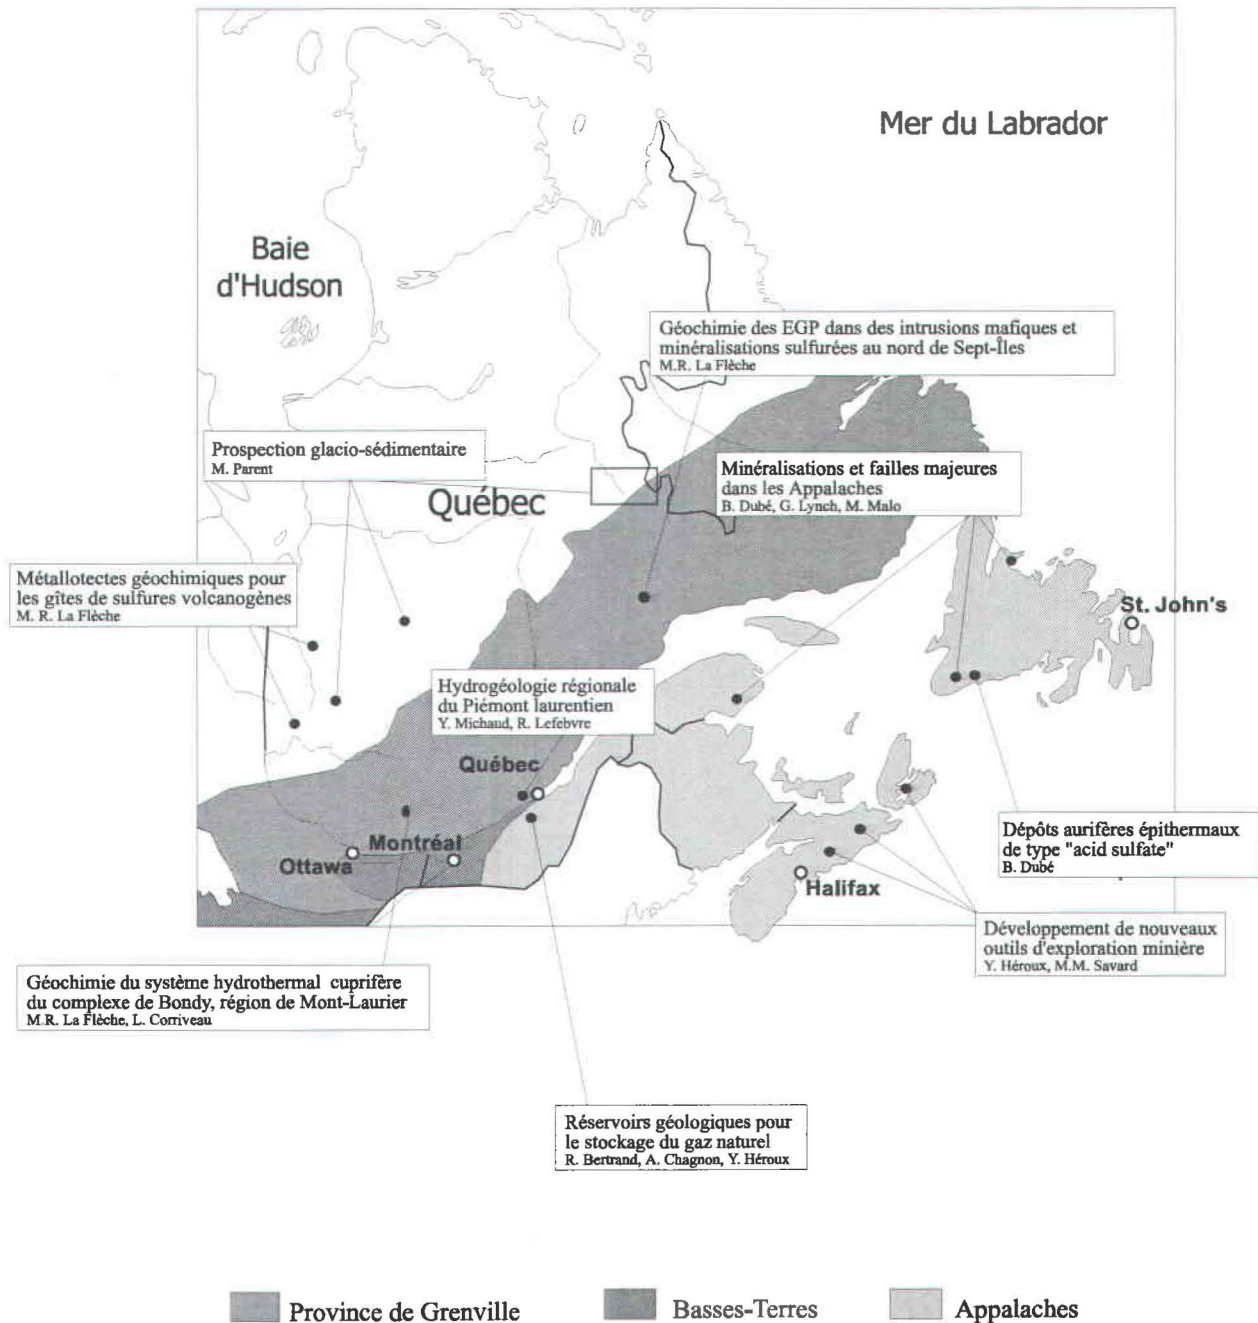 Mer du Labrador
Baie
d'Hudson
Géochimie des EGP dans des intrusions mafiques et
minéralisations sulfurées au nord de Sept-Îles
M.R. La Flèche
Prospection glacio-sédimentaire
M. Parent
Québec
Minéralisations et failles majeures
dans les Appalaches
B. Dubé, G. Lynch, M. Malo
Métallotectes géochimiques pour
les gîtes de sulfures volcanogènes
M. R. La Flèche
St. John's
Hydrogéologie régionale
du Piémont laurentien
Y. Michaud, R. Lefebvre
Québec
Montréal
Ottawa
Halifax
Dépôts aurifères épithermaux
de type "acid sulfate"
B. Dubé
Développement de nouveaux
outils d'exploration minière
Y. Héroux, M.M. Savard
Géochimie du système hydrothermal cuprifère
du complexe de Bondy, région de Mont-Laurier
M.R. La Flèche, L. Corriveau
Réservoirs géologiques pour
le stockage du gaz naturel
R. Bertrand, A. Chagnon, Y. Héroux
Province de Grenville
Basses-Terres
Appalaches